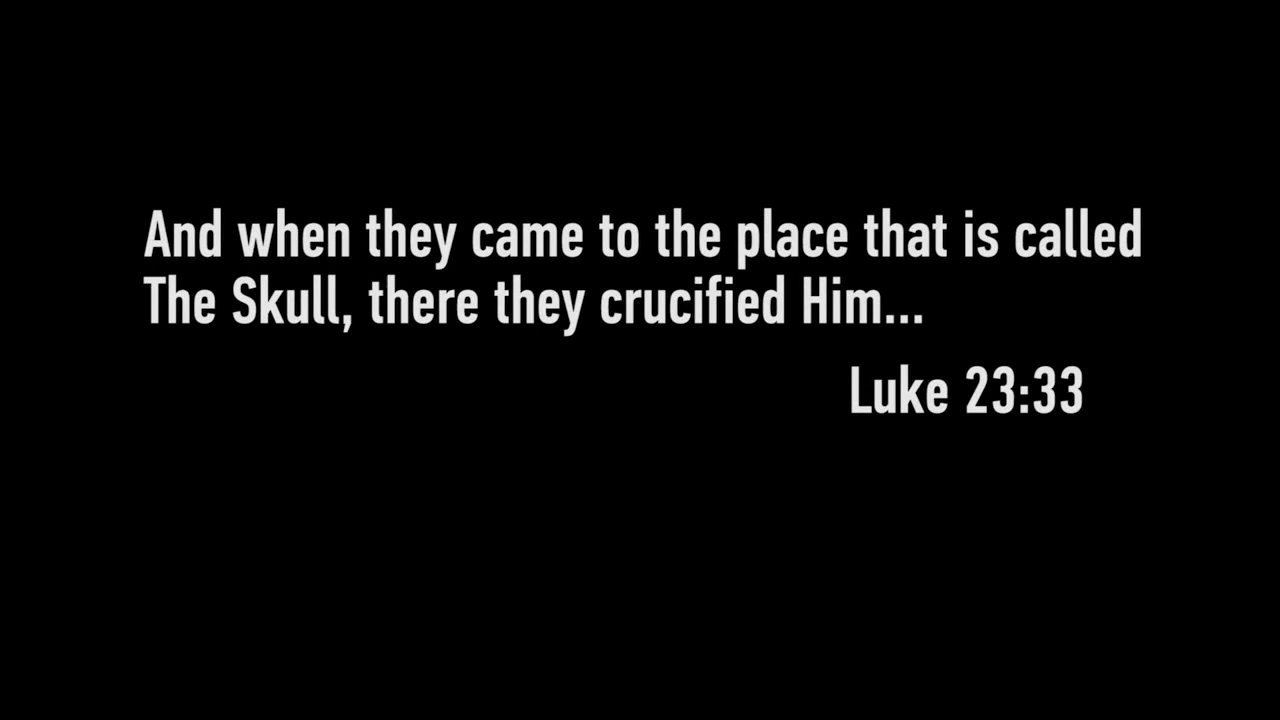 And when they came to the place that is called
The Skull, there they crucified Him...
Luke 23:33